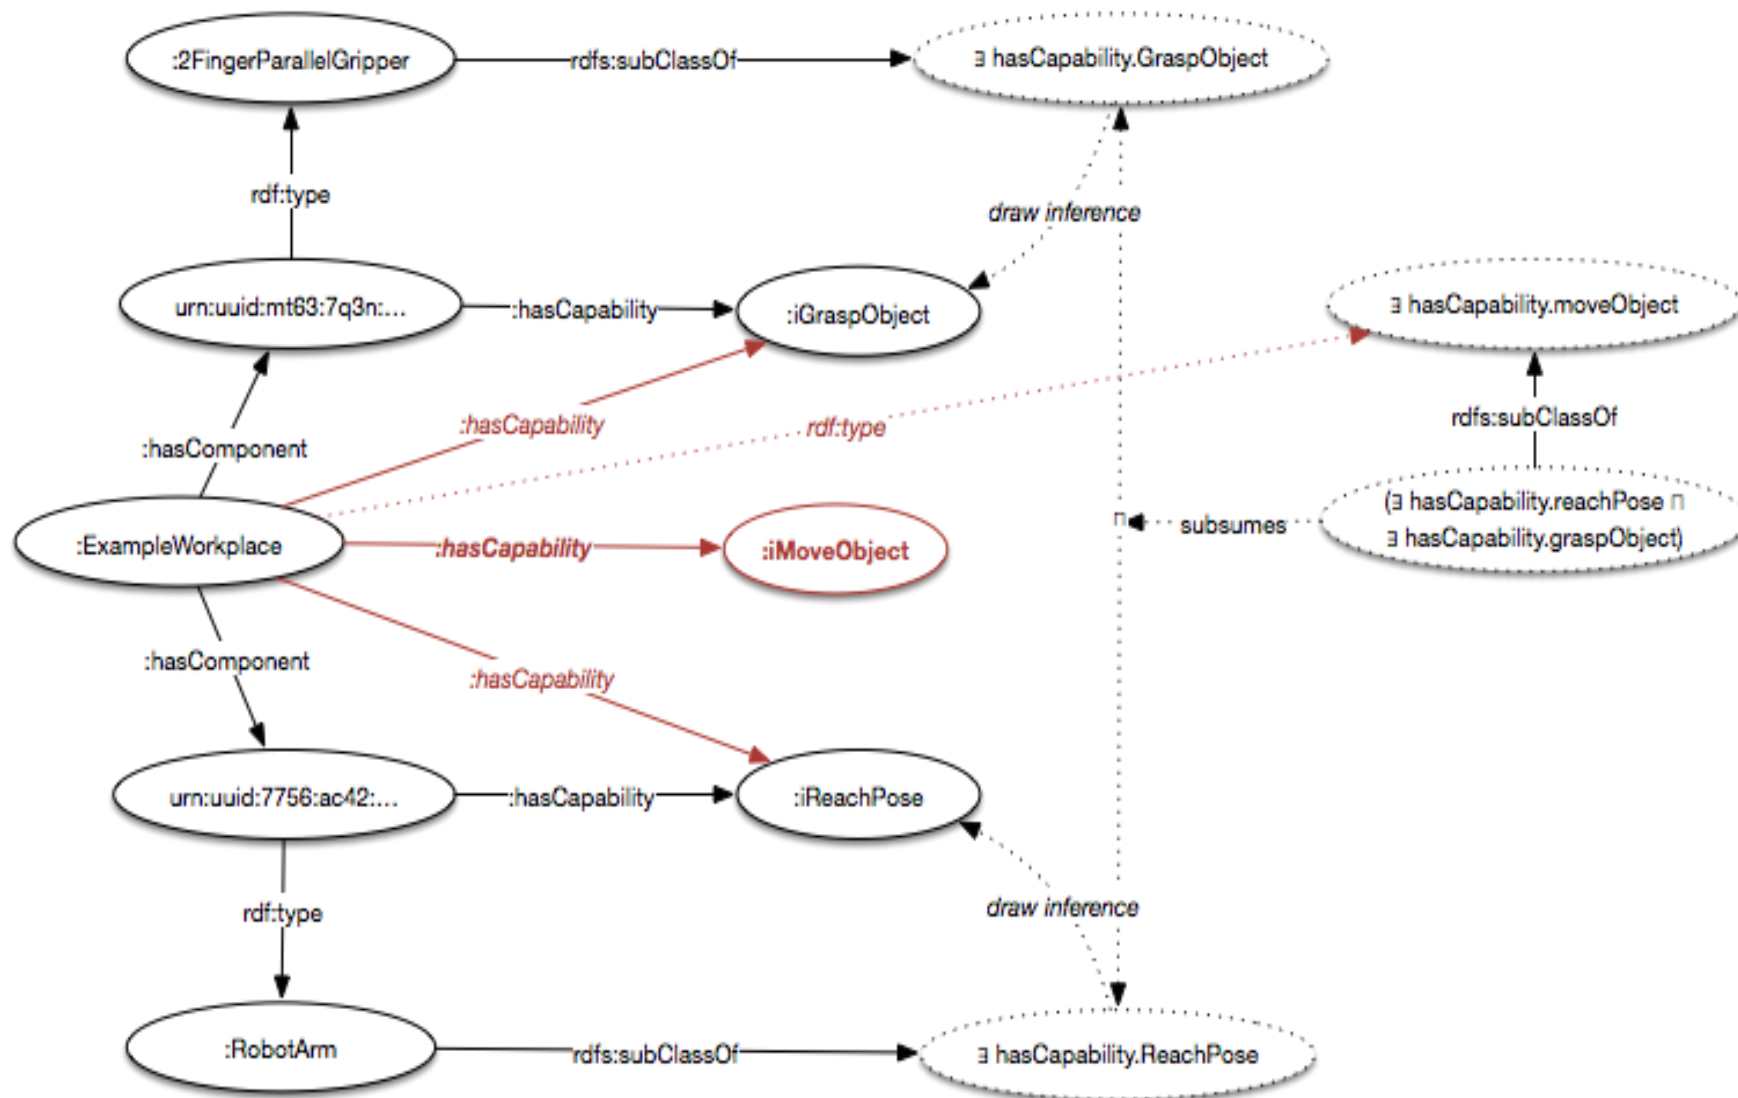 :2FingerParallelGripper
rdfs:subClassOf
∃ hasCapability.GraspObject
rdf:type
draw inference
urn:uuid:mt63:7q3n:...
:hasCapability
:iGraspObject
∃ hasCapability.moveObject
:hasCapability
rdf:type
rdfs:subClassOf
:hasComponent
(∃ hasCapability.reachPose ⊓
∃ hasCapability.graspObject)
⊓
subsumes
:ExampleWorkplace
:hasCapability
:iMoveObject
:hasComponent
:hasCapability
urn:uuid:7756:ac42:...
:hasCapability
:iReachPose
rdf:type
draw inference
:RobotArm
rdfs:subClassOf
∃ hasCapability.ReachPose